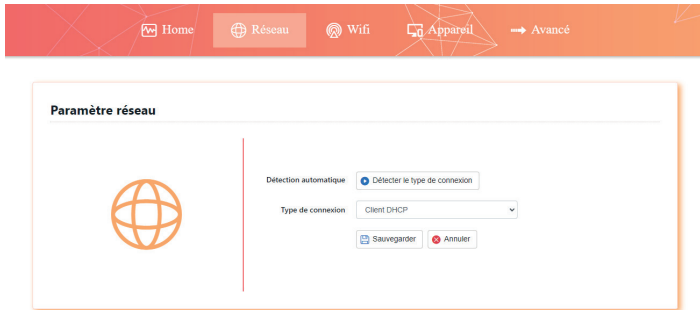 Home Réseau Wifi Appareil Avancé
Paramètre réseau
Détection automatique Détecter le type de connexion
Type de connexion Client DHCP
Sauvegarder Annuler